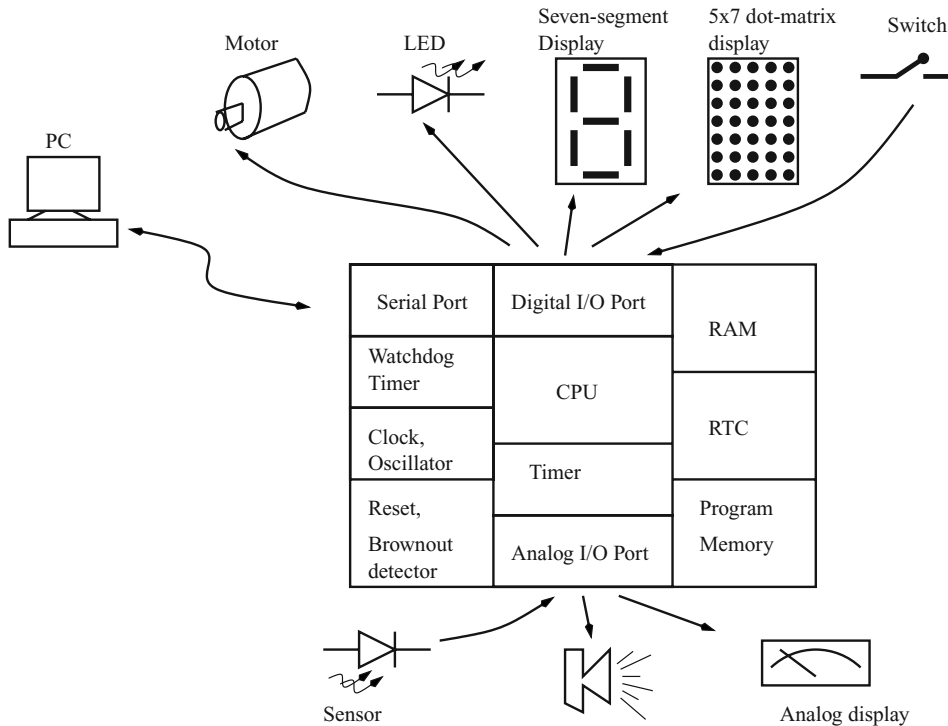 Seven-segment
Display
5x7 dot-matrix
display
Switch
Motor
LED
PC
Serial Port
Digital I/O Port
RAM
Watchdog
Timer
CPU
RTC
Clock,
Oscillator
Timer
Reset,
Brownout
detector
Analog I/O Port
Program
Memory
Sensor
Analog display